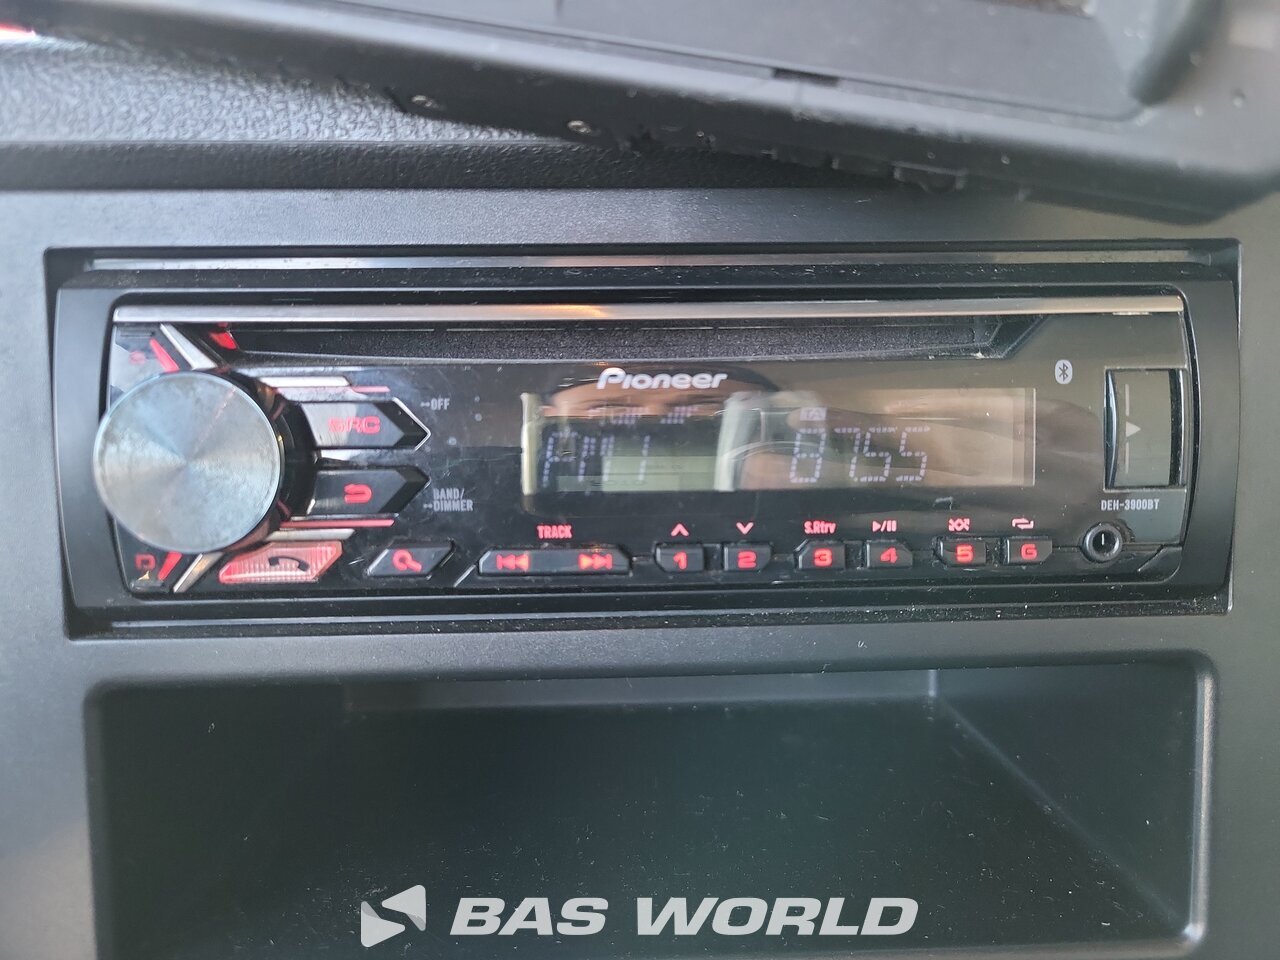 Pioneer
SRC
OFF
BAND/
DIMMER
TA
FM1 87.55
DEH-3900BT
TRACK
S.Rtrv
1 2 3 4 5 6
D
BAS WORLD